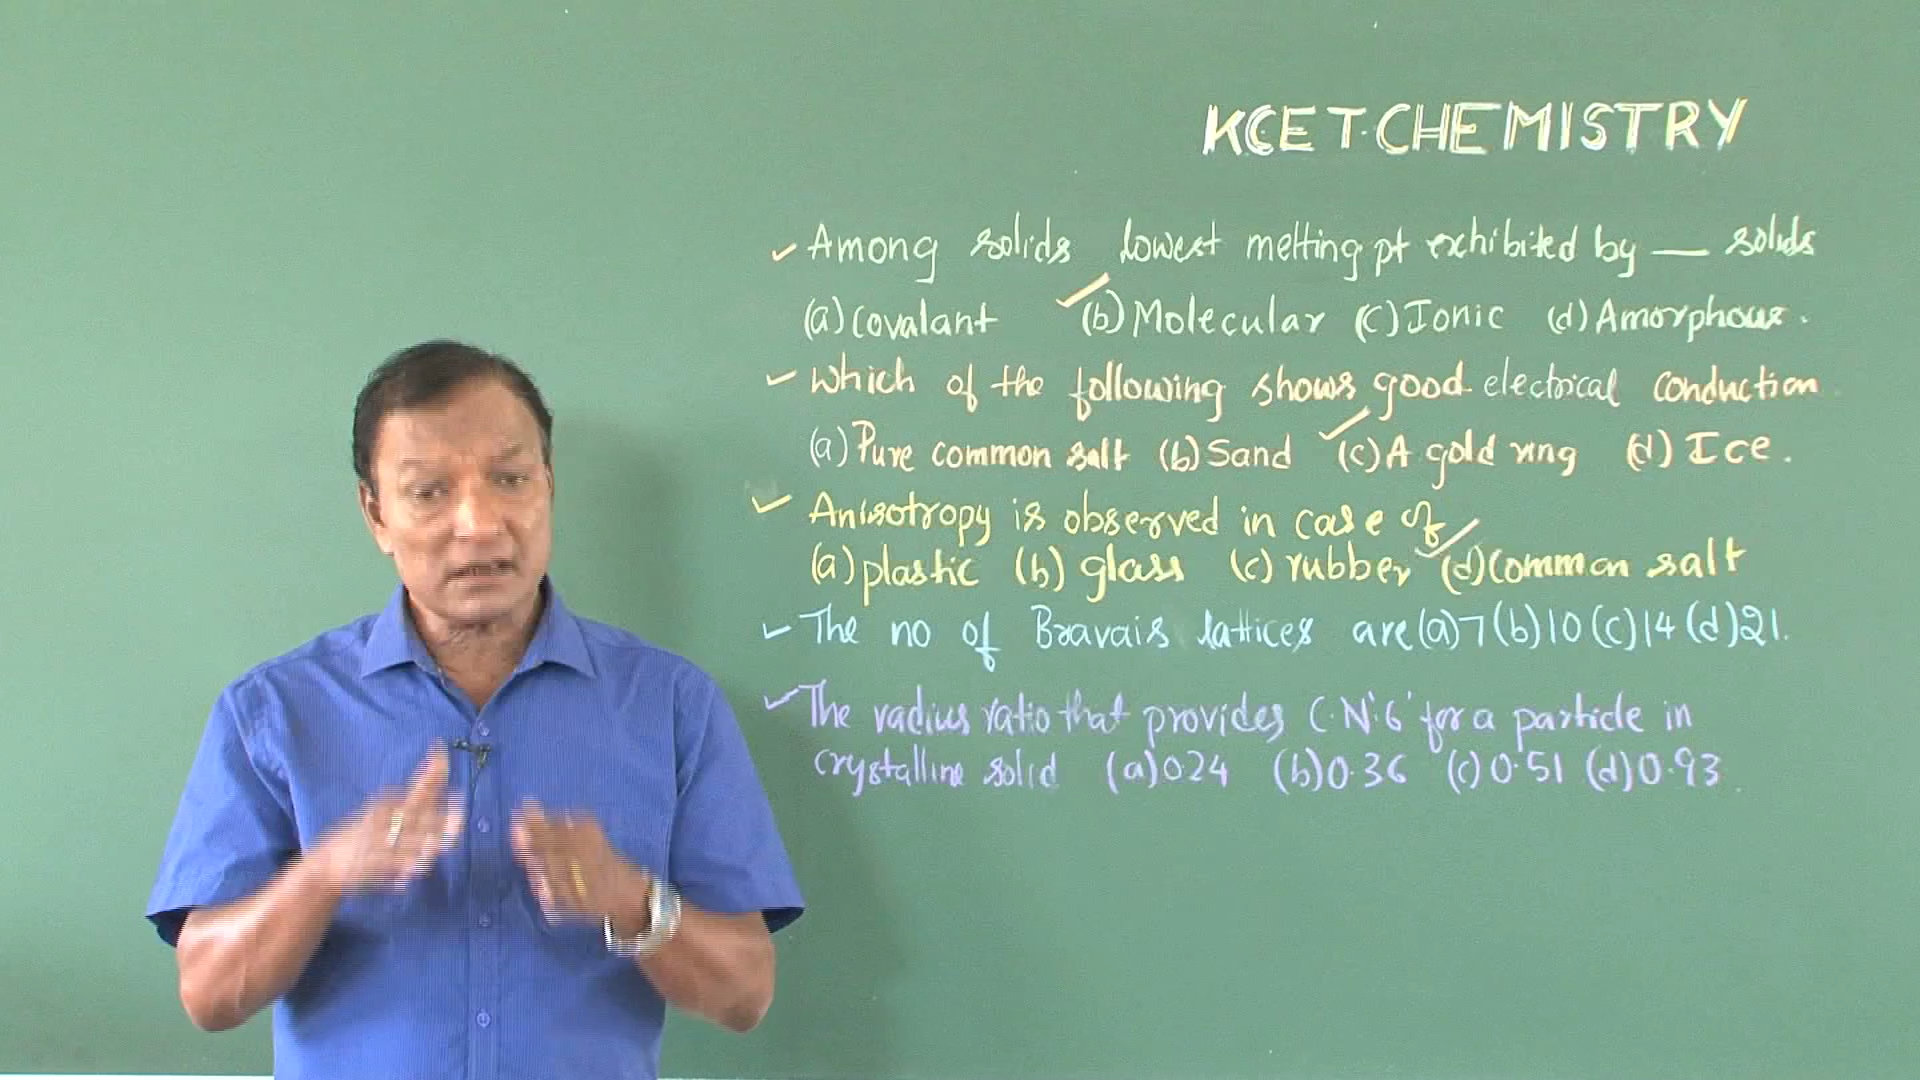 KCET CHEMISTRY
Among solids lowest melting pt exhibited by — solids
(a) Covalant (b) Molecular (c) Ionic (d) Amorphous.
Which of the following shows good electrical conduction
(a) Pure common salt (b) Sand (c) A gold ring (d) Ice.
Anisotropy is observed in case of
(a) plastic (b) glass (c) rubber (d) Common salt
The no of Bravais lattices are (a) 7 (b) 10 (c) 14 (d) 21.
The radius ratio that provides C.N '6' for a particle in
crystalline solid (a) 0.24 (b) 0.36 (c) 0.51 (d) 0.93